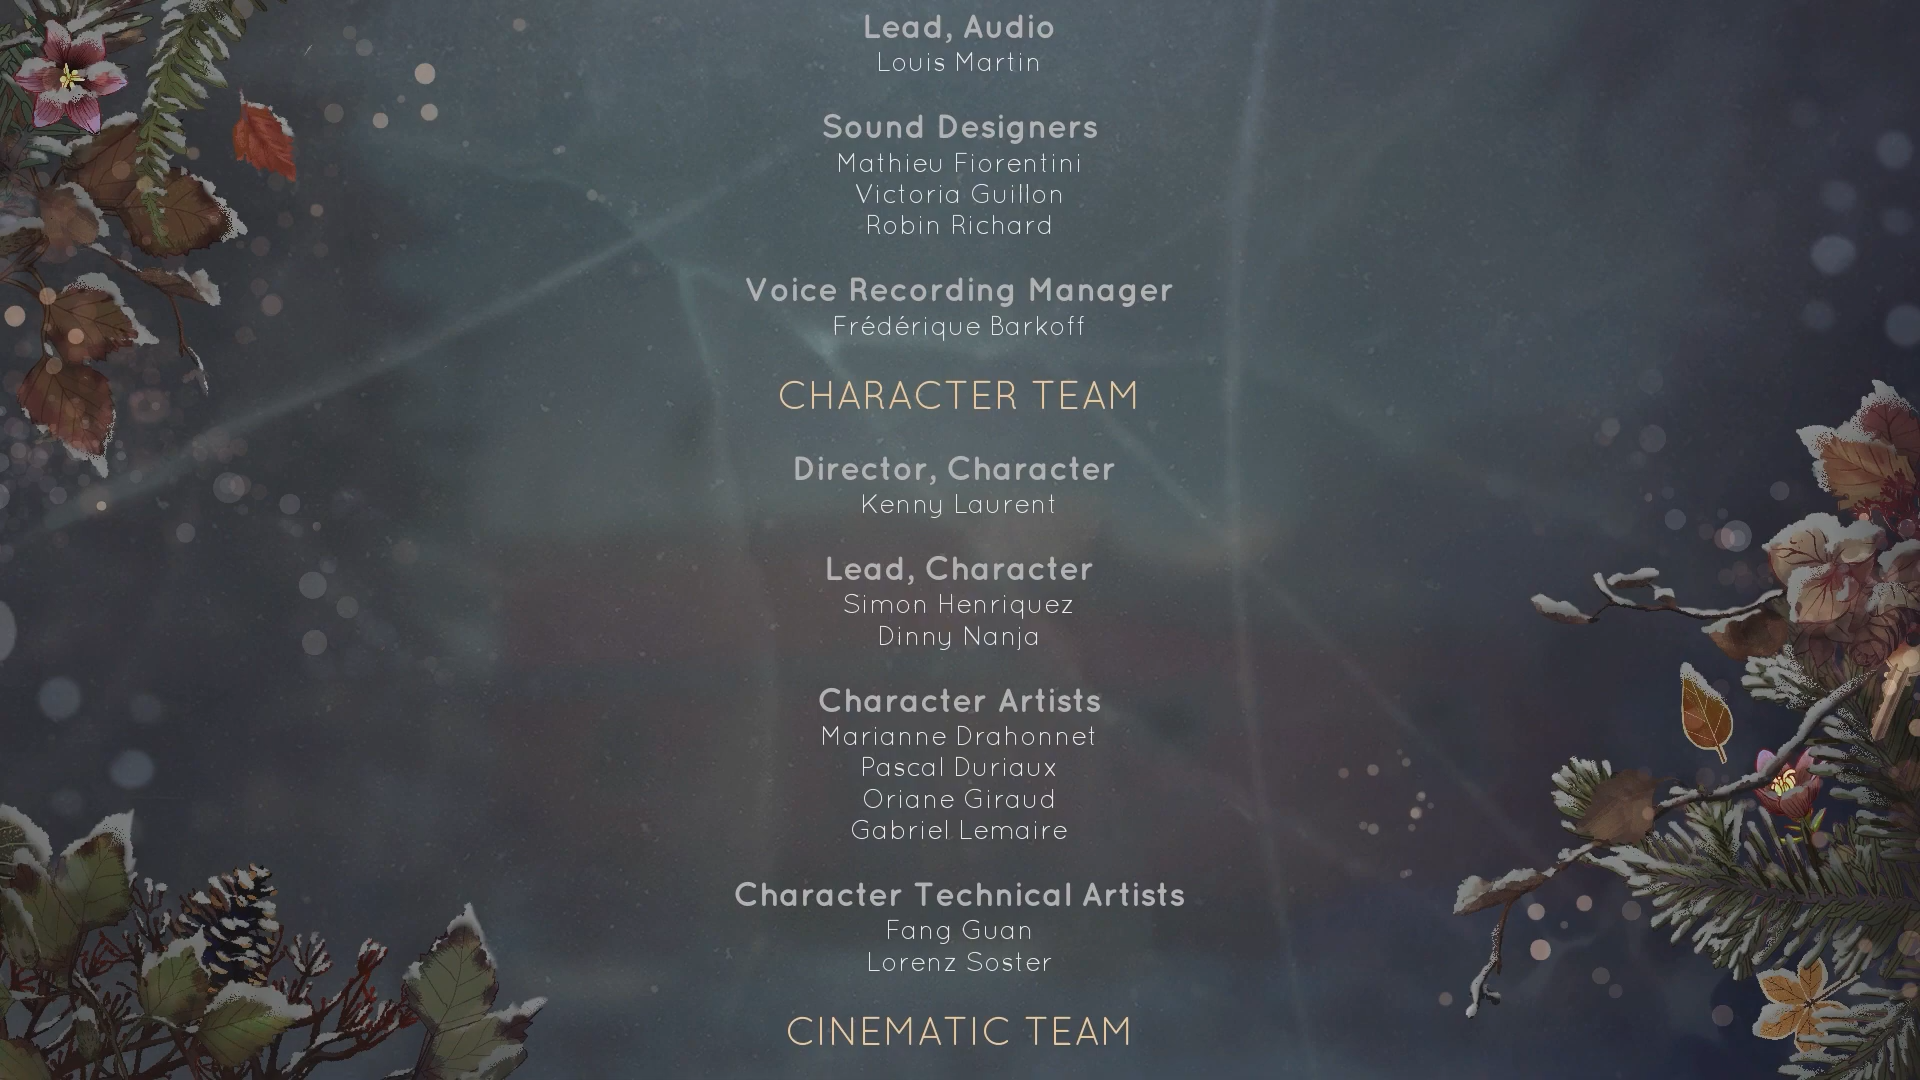 Lead, Audio
Louis Martin
Sound Designers
Mathieu Fiorentini
Victoria Guillon
Robin Richard
Voice Recording Manager
Frédérique Barkoff
CHARACTER TEAM
Director, Character
Kenny Laurent
Lead, Character
Simon Henriquez
Dinny Nanja
Character Artists
Marianne Drahonnet
Pascal Duriaux
Oriane Giraud
Gabriel Lemaire
Character Technical Artists
Fang Guan
Lorenz Soster
CINEMATIC TEAM